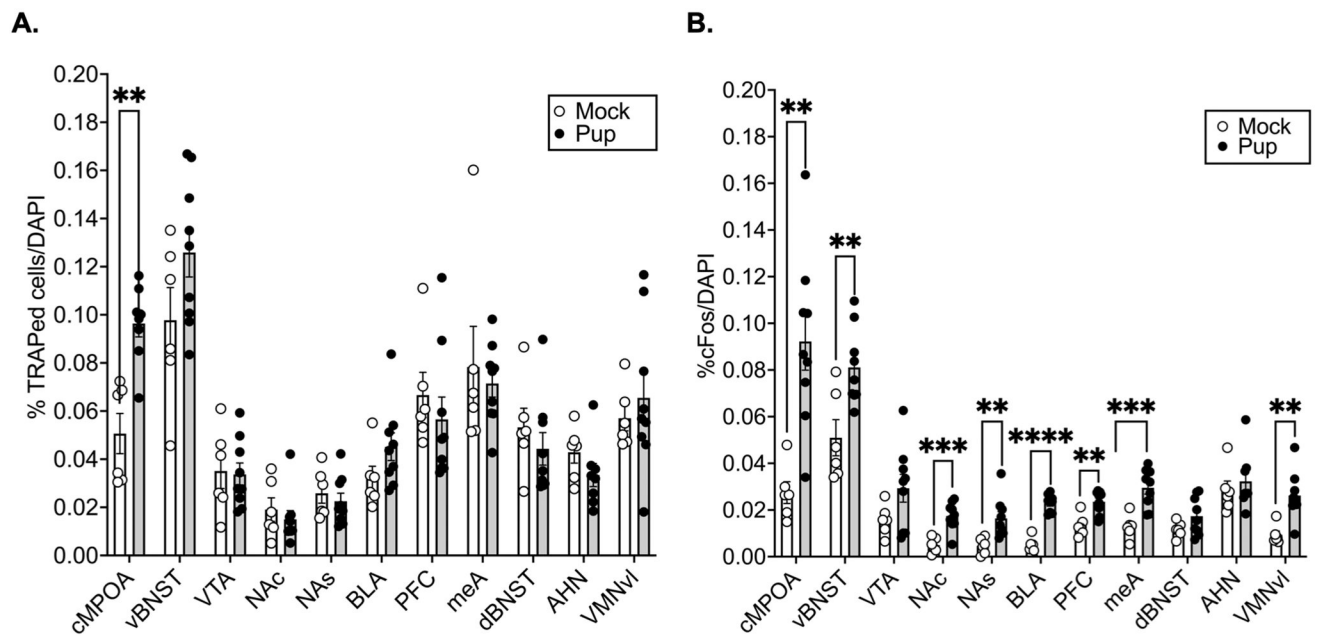 A.
% TRAPed cells/DAPI
0.20
0.18
0.16
0.14
0.12
0.10
0.08
0.06
0.04
0.02
0.00
**
Mock
Pup
cMPOA
vBNST
VTA
NAc
NAs
BLA
PFC
meA
dBNST
AHN
VMNvl
B.
%cFos/DAPI
0.20
0.18
0.16
0.14
0.12
0.10
0.08
0.06
0.04
0.02
0.00
**
**
***
**
****
**
***
**
Mock
Pup
cMPOA
vBNST
VTA
NAc
NAs
BLA
PFC
meA
dBNST
AHN
VMNvl